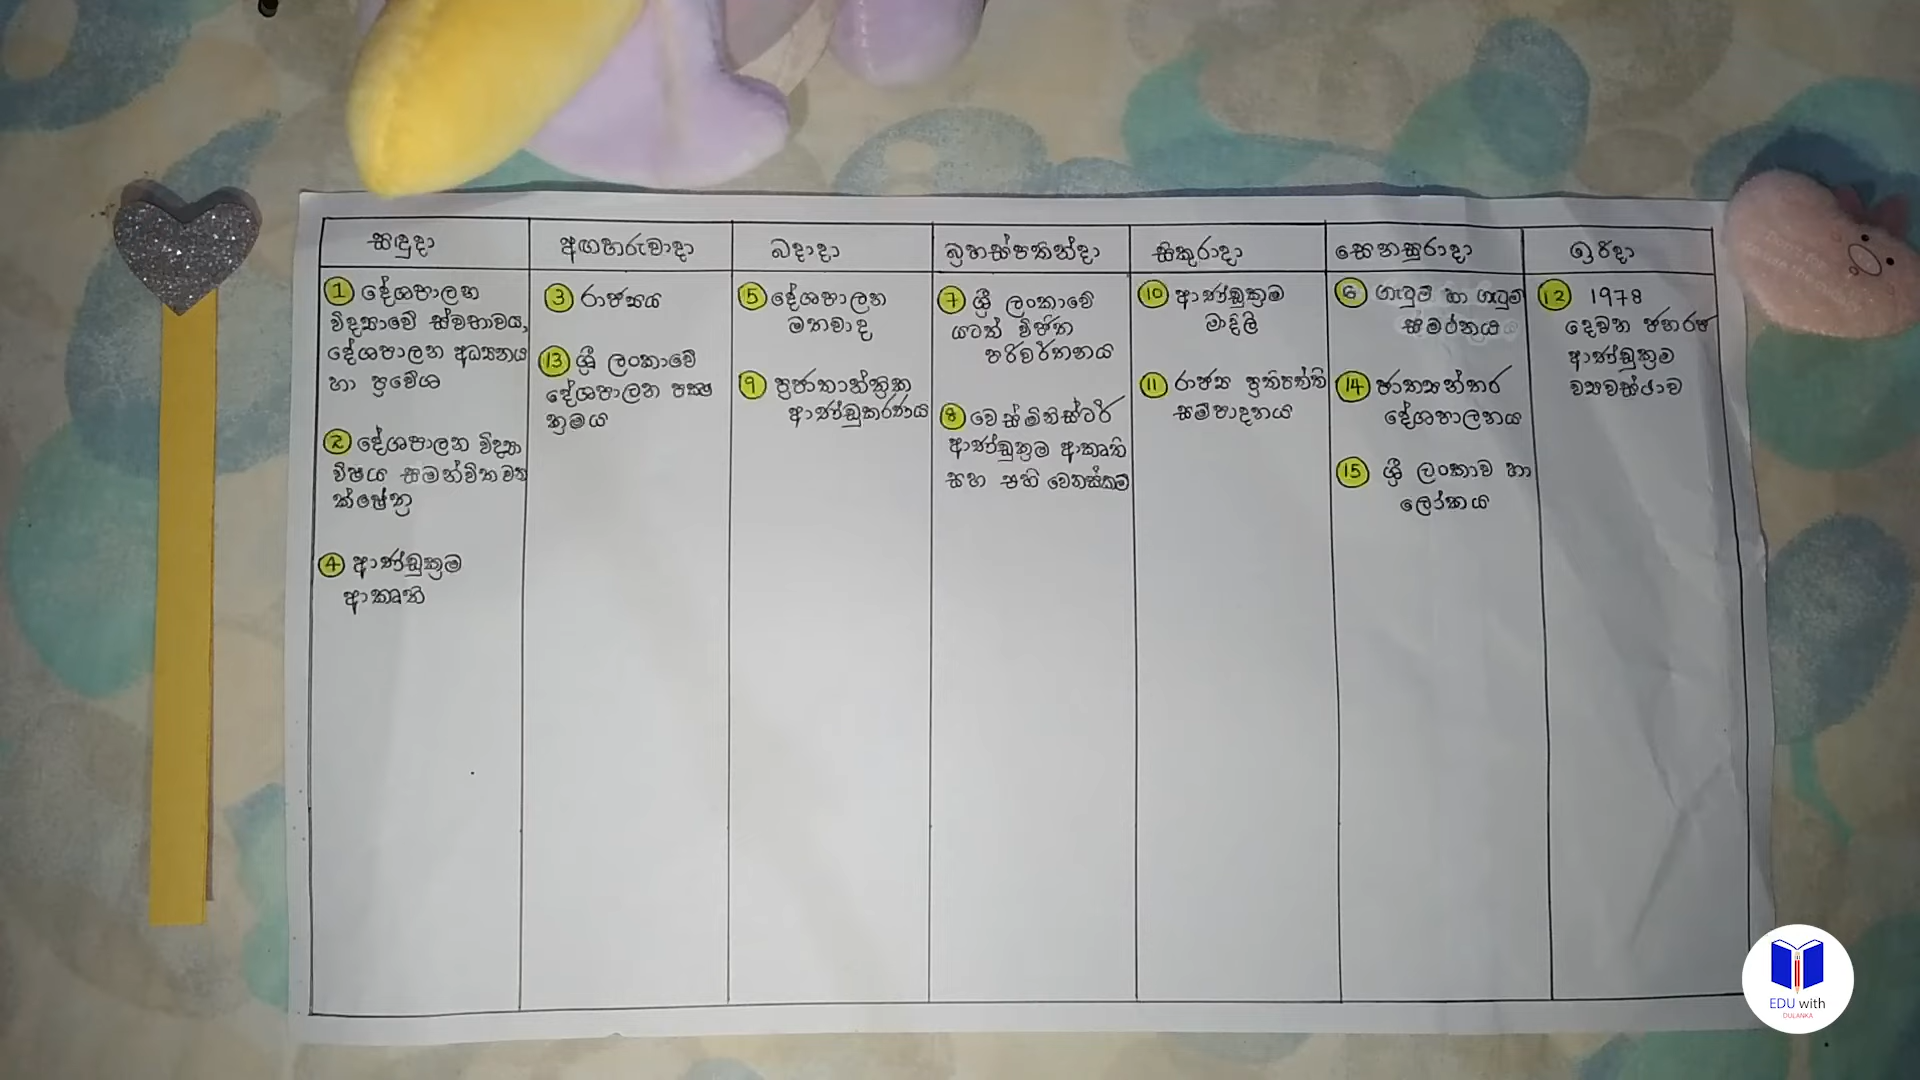 සඳුදා
① දේශපාලන
විද්‍යාවේ ස්වභාවය,
දේශපාලන අධ්‍යනය
හා ප්‍රවේශ
② දේශපාලන විද්‍යා
විෂය සමන්විතවන
ක්ෂේත්‍ර
④ ආණ්ඩුක්‍රම
ආකෘති
අඟහරුවාදා
③ රාජ්‍යය
⑬ ශ්‍රී ලංකාවේ
දේශපාලන පක්ෂ
ක්‍රමය
බදාදා
⑤ දේශපාලන
මතවාද
⑨ ප්‍රජාතාන්ත්‍රික
ආණ්ඩුකරණය
බ්‍රහස්පතින්දා
⑦ ශ්‍රී ලංකාවේ
යටත් විජිත
පරිවර්තනය
⑧ වෙස්මිනිස්ටර්
ආණ්ඩුක්‍රම ආකෘති
සහ එහි වෙනස්කම්
සිකුරාදා
⑩ ආණ්ඩුක්‍රම
මාදිලි
⑪ රාජ්‍ය ප්‍රතිපත්ති
සම්පාදනය
සෙනසුරාදා
⑥ ගැටුම් හා ගැටුම්
සමථනය
⑭ ජාත්‍යන්තර
දේශපාලනය
⑮ ශ්‍රී ලංකාව හා
ලෝකය
ඉරිදා
⑫ 1978
දෙවන ජනරජ
ආණ්ඩුක්‍රම
ව්‍යවස්ථාව
EDU with
DULANKA